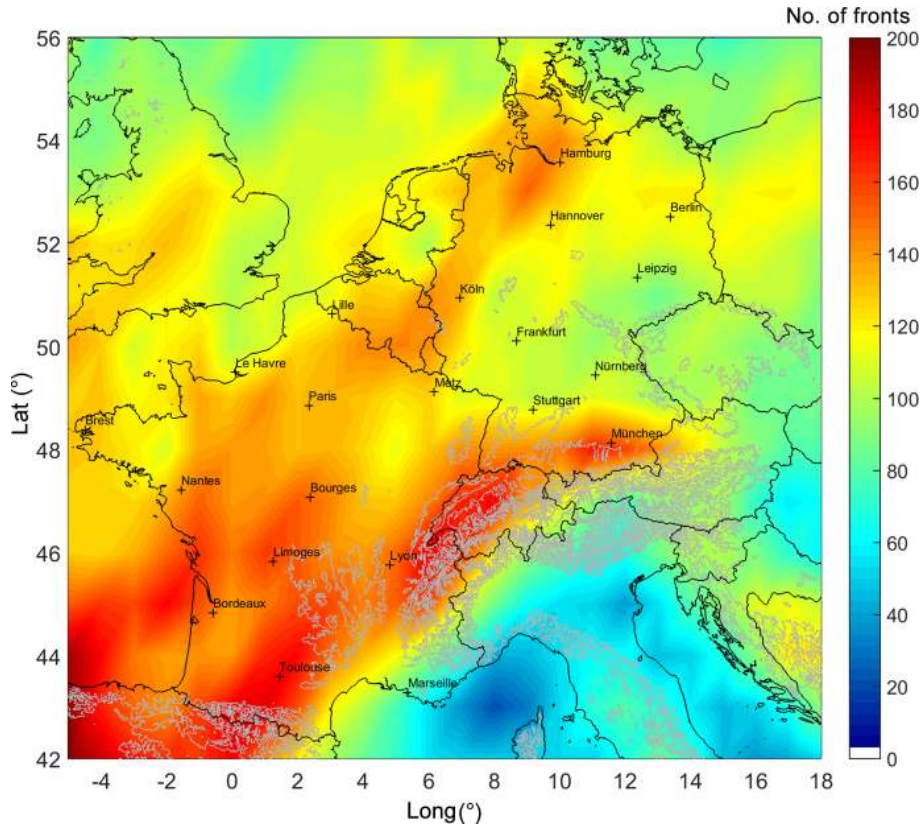 No. of fronts
56
54
52
50
48
46
44
42
Lat (°)
-4
-2
0
2
4
6
8
10
12
14
16
18
Long(°)
200
180
160
140
120
100
80
60
40
20
0
Hamburg
Hannover
Berlin
Leipzig
Köln
Lille
Frankfurt
Le Havre
Metz
Nürnberg
Paris
Stuttgart
Brest
München
Nantes
Bourges
Limoges
Lyon
Bordeaux
Toulouse
Marseille